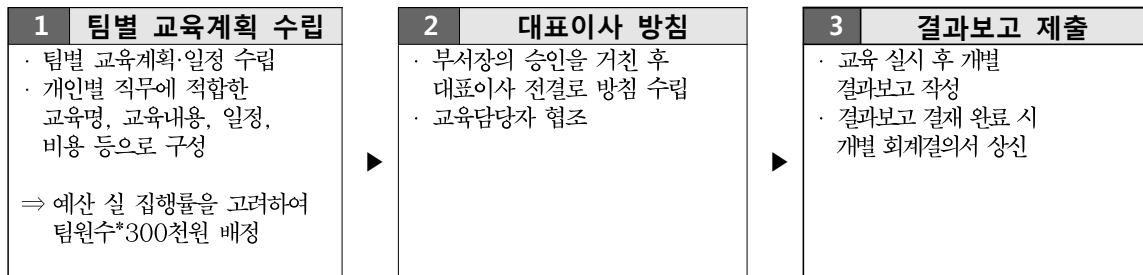 1 팀별 교육계획 수립
· 팀별 교육계획·일정 수립
· 개인별 직무에 적합한
교육명, 교육내용, 일정,
비용 등으로 구성
⇒ 예산 실 집행률을 고려하여
팀원수*300천원 배정
▶
2 대표이사 방침
· 부서장의 승인을 거친 후
대표이사 전결로 방침 수립
· 교육담당자 협조
▶
3 결과보고 제출
· 교육 실시 후 개별
결과보고 작성
· 결과보고 결재 완료 시
개별 회계결의서 상신